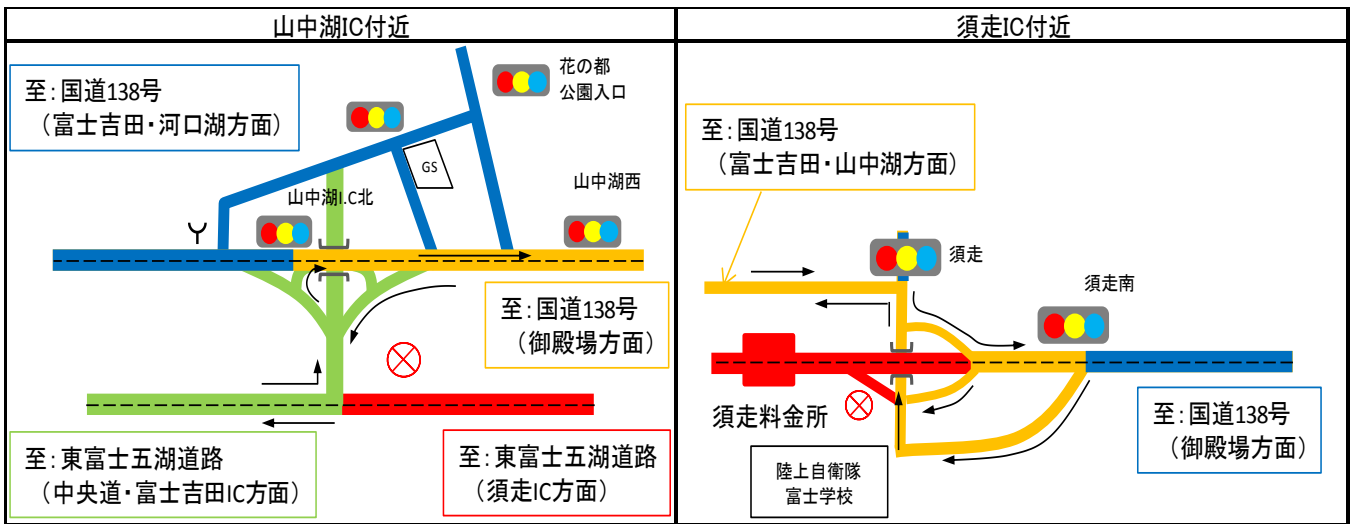 山中湖IC付近
至:国道138号
(富士吉田・河口湖方面)
花の都
公園入口
GS
山中湖I.C北
山中湖西
至:国道138号
(御殿場方面)
至:東富士五湖道路
(中央道・富士吉田IC方面)
至:東富士五湖道路
(須走IC方面)
須走IC付近
至:国道138号
(富士吉田・山中湖方面)
須走
須走南
須走料金所
陸上自衛隊
富士学校
至:国道138号
(御殿場方面)